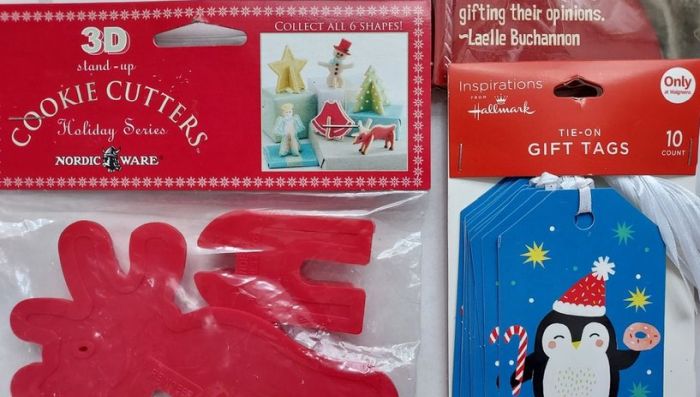 3D
stand-up
COOKIE CUTTERS
Holiday Series
NORDIC WARE
COLLECT ALL 6 SHAPES!
gifting their opinions.
~Laelle Buchannon
Inspirations
FROM
Hallmark
Only
at Walgreens
TIE-ON
GIFT TAGS
10
COUNT